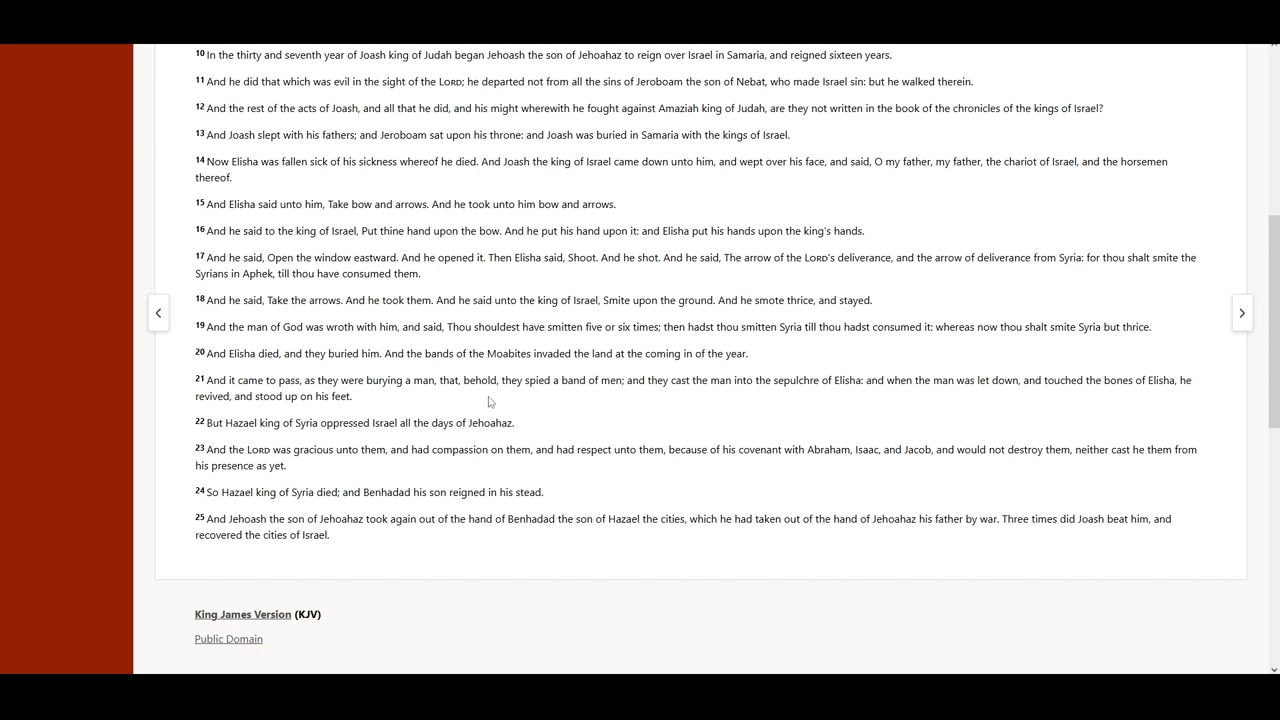 10 In the thirty and seventh year of Joash king of Judah began Jehoash the son of Jehoahaz to reign over Israel in Samaria, and reigned sixteen years.
11 And he did that which was evil in the sight of the LORD; he departed not from all the sins of Jeroboam the son of Nebat, who made Israel sin: but he walked therein.
12 And the rest of the acts of Joash, and all that he did, and his might wherewith he fought against Amaziah king of Judah, are they not written in the book of the chronicles of the kings of Israel?
13 And Joash slept with his fathers; and Jeroboam sat upon his throne: and Joash was buried in Samaria with the kings of Israel.
14 Now Elisha was fallen sick of his sickness whereof he died. And Joash the king of Israel came down unto him, and wept over his face, and said, O my father, my father, the chariot of Israel, and the horsemen
thereof.
15 And Elisha said unto him, Take bow and arrows. And he took unto him bow and arrows.
16 And he said to the king of Israel, Put thine hand upon the bow. And he put his hand upon it: and Elisha put his hands upon the king's hands.
17 And he said, Open the window eastward. And he opened it. Then Elisha said, Shoot. And he shot. And he said, The arrow of the LORD's deliverance, and the arrow of deliverance from Syria: for thou shalt smite the
Syrians in Aphek, till thou have consumed them.
18 And he said, Take the arrows. And he took them. And he said unto the king of Israel, Smite upon the ground. And he smote thrice, and stayed.
19 And the man of God was wroth with him, and said, Thou shouldest have smitten five or six times; then hadst thou smitten Syria till thou hadst consumed it: whereas now thou shalt smite Syria but thrice.
20 And Elisha died, and they buried him. And the bands of the Moabites invaded the land at the coming in of the year.
21 And it came to pass, as they were burying a man, that, behold, they spied a band of men; and they cast the man into the sepulchre of Elisha: and when the man was let down, and touched the bones of Elisha, he
revived, and stood up on his feet.
22 But Hazael king of Syria oppressed Israel all the days of Jehoahaz.
23 And the LORD was gracious unto them, and had compassion on them, and had respect unto them, because of his covenant with Abraham, Isaac, and Jacob, and would not destroy them, neither cast he them from
his presence as yet.
24 So Hazael king of Syria died; and Benhadad his son reigned in his stead.
25 And Jehoash the son of Jehoahaz took again out of the hand of Benhadad the son of Hazael the cities, which he had taken out of the hand of Jehoahaz his father by war. Three times did Joash beat him, and
recovered the cities of Israel.
King James Version (KJV)
Public Domain